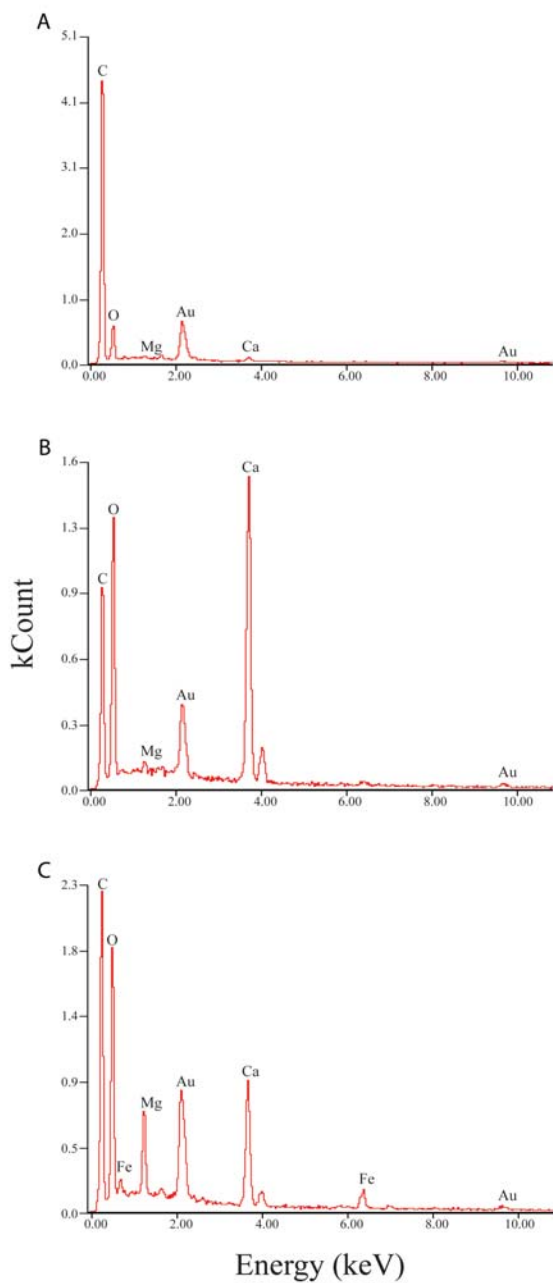 A
5.1
C
4.1
3.1
2.0
1.0
O
Mg
Au
Ca
Au
0.0
0.00 2.00 4.00 6.00 8.00 10.00
B
1.6
Ca
1.3
O
C
0.9
0.6
Au
0.3
Mg
Au
0.0
0.00 2.00 4.00 6.00 8.00 10.00
kCount
C
2.3
C
O
1.8
1.4
0.9
Mg
Au
Ca
0.5
Fe
Fe
Au
0.0
0.00 2.00 4.00 6.00 8.00 10.00
Energy (keV)